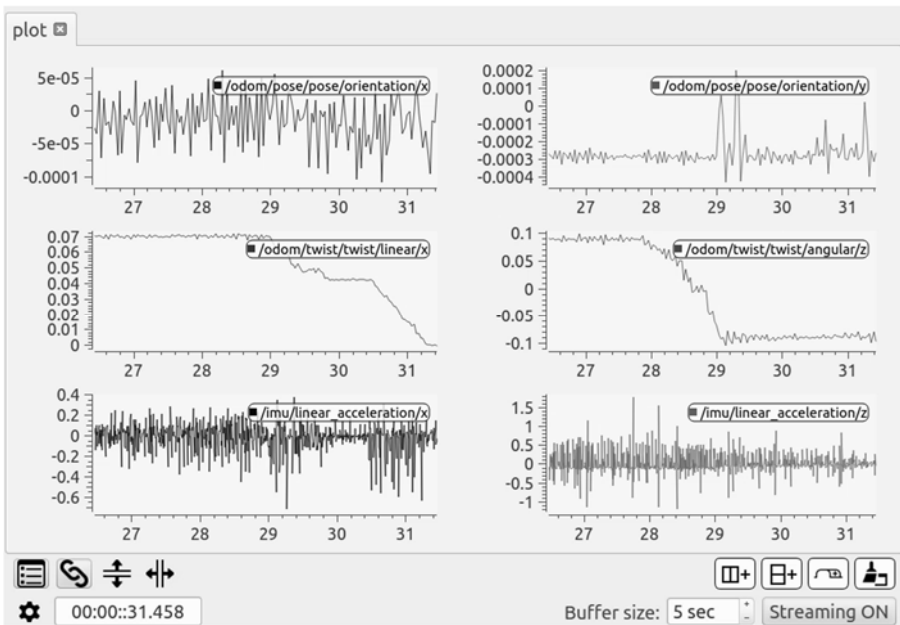 plot
5e-05
0
-5e-05
-0.0001
/odom/pose/pose/orientation/x
27 28 29 30 31
0.0002
0.0001
0
-0.0001
-0.0002
-0.0003
-0.0004
/odom/pose/pose/orientation/y
27 28 29 30 31
0.07
0.06
0.05
0.04
0.03
0.02
0.01
0
/odom/twist/twist/linear/x
27 28 29 30 31
0.1
0.05
0
-0.05
-0.1
/odom/twist/twist/angular/z
27 28 29 30 31
0.4
0.2
0
-0.2
-0.4
-0.6
/imu/linear_acceleration/x
27 28 29 30 31
1.5
1
0.5
0
-0.5
-1
/imu/linear_acceleration/z
27 28 29 30 31
00:00::31.458
Buffer size: 5 sec
Streaming ON